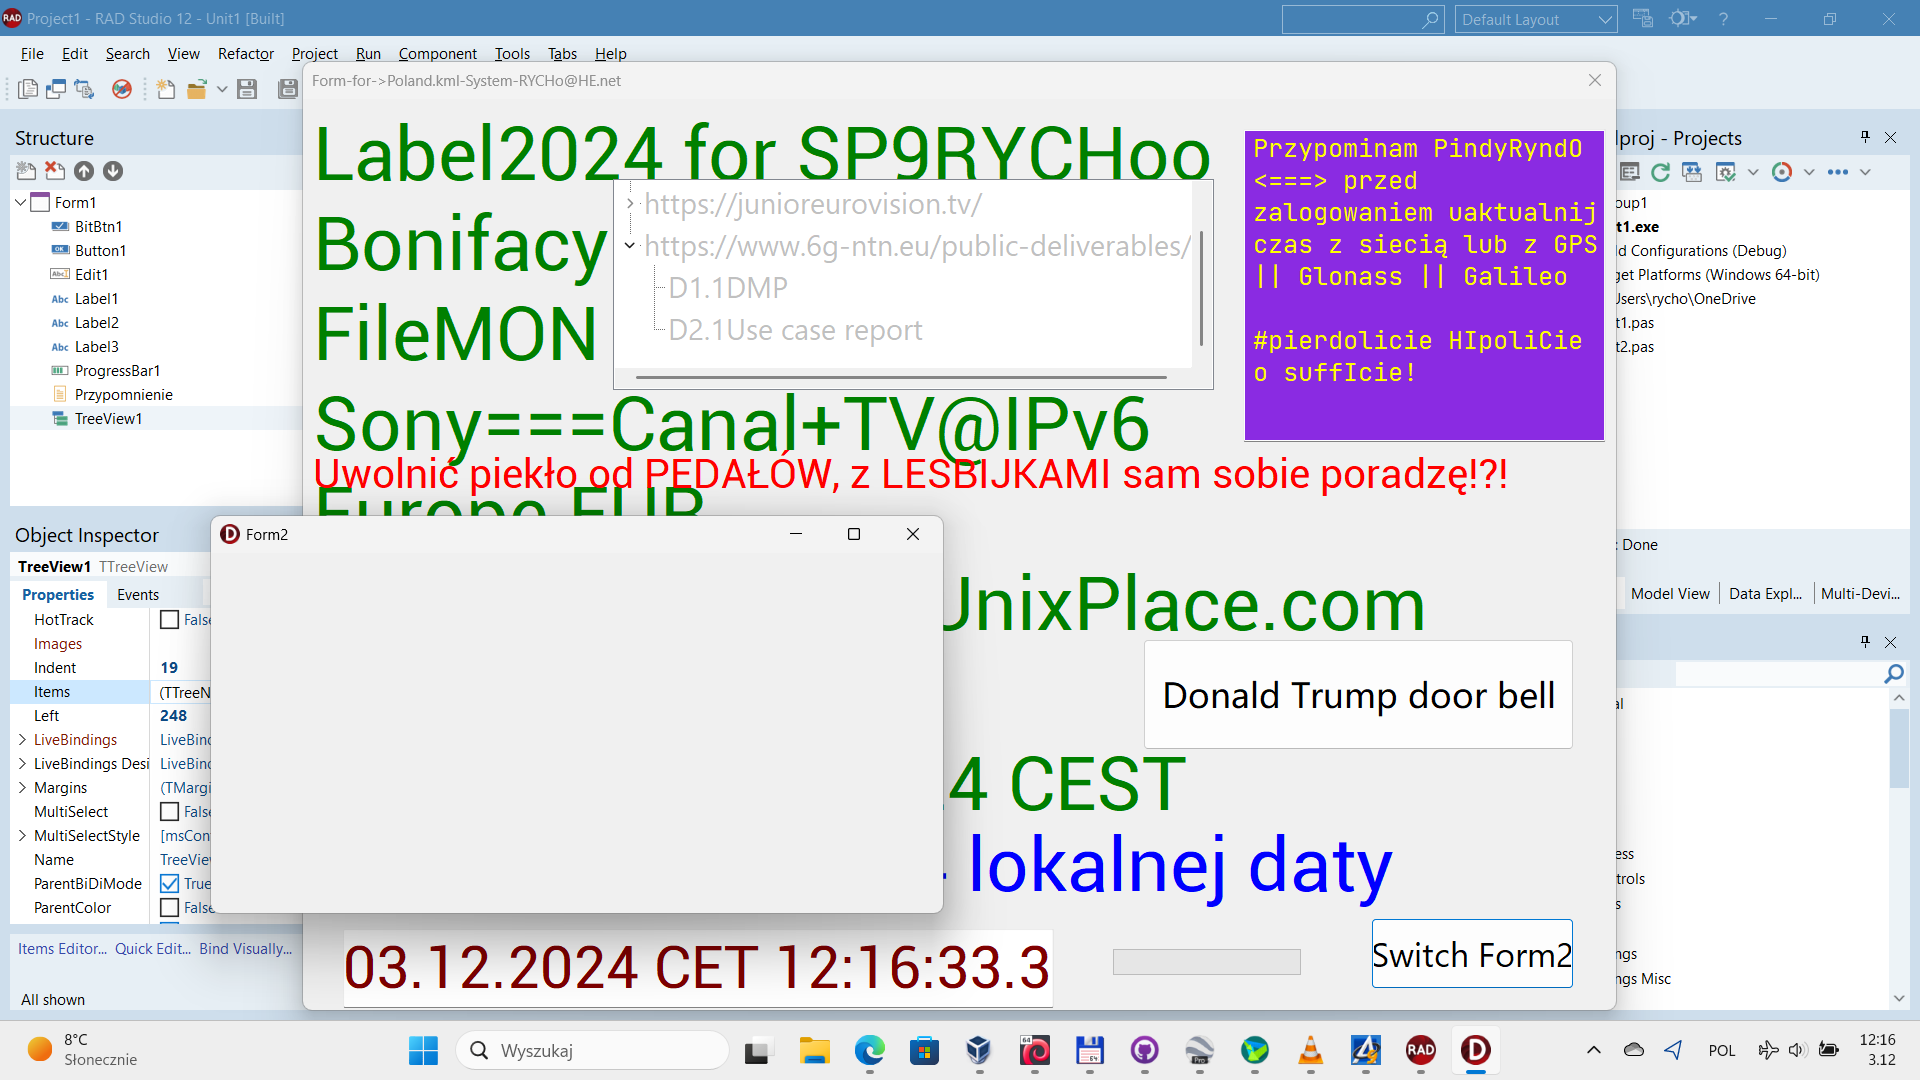 Project1 - RAD Studio 12 - Unit1 [Built]
Default Layout
?
File Edit Search View Refactor Project Run Component Tools Tabs Help
Form-for->Poland.kml-System-RYCHo@HE.net
Structure
Form1
BitBtn1
Button1
Edit1
Label1
Label2
Label3
ProgressBar1
Przypomnienie
TreeView1
Object Inspector
TreeView1 TTreeView
Properties Events
HotTrack
Images
Indent 19
Items (TTreeN
Left 248
LiveBindings LiveBind
LiveBindings Desi LiveBind
Margins (TMargi
MultiSelect
MultiSelectStyle [msCon
Name TreeView
ParentBiDiMode True
ParentColor
Items Editor... Quick Edit... Bind Visually...
All shown
Label2024 for SP9RYCHoo
Bonifacy
FileMON
Sony===Canal+TV@IPv6
Europe EUR
UnixPlace.com
4 CEST
lokalnej daty
https://junioreurovision.tv/
https://www.6g-ntn.eu/public-deliverables/
D1.1DMP
D2.1Use case report
Przypominam PindyRyndO
<===> przed
zalogowaniem uaktualnij
czas z siecią lub z GPS
|| Glonass || Galileo
#pierdolicie HIpoliCie
o suffIcie!
Uwolnić piekło od PEDAŁÓW, z LESBIJKAMI sam sobie poradzę!?!
Form2
Donald Trump door bell
03.12.2024 CET 12:16:33.3
Switch Form2
lproj - Projects
oup1
t1.exe
ld Configurations (Debug)
get Platforms (Windows 64-bit)
Users\rycho\OneDrive
t1.pas
t2.pas
: Done
Model View Data Expl... Multi-Devi...
al
ess
trols
s
ngs
ngs Misc
8°C
Słonecznie
Wyszukaj
POL
12:16
3.12